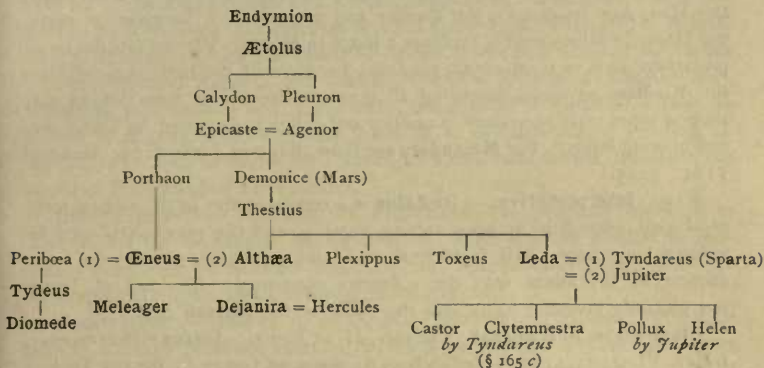 Endymion
Ætolus
Calydon Pleuron
Epicaste = Agenor
Porthaon Demonice (Mars)
Thestius
Peribœa (1) = Œneus = (2) Althæa Plexippus Toxeus Leda = (1) Tyndareus (Sparta)
= (2) Jupiter
Tydeus
Meleager Dejanira = Hercules
Diomede
Castor Clytemnestra Pollux Helen
by Tyndareus by Jupiter
(§ 165 c)